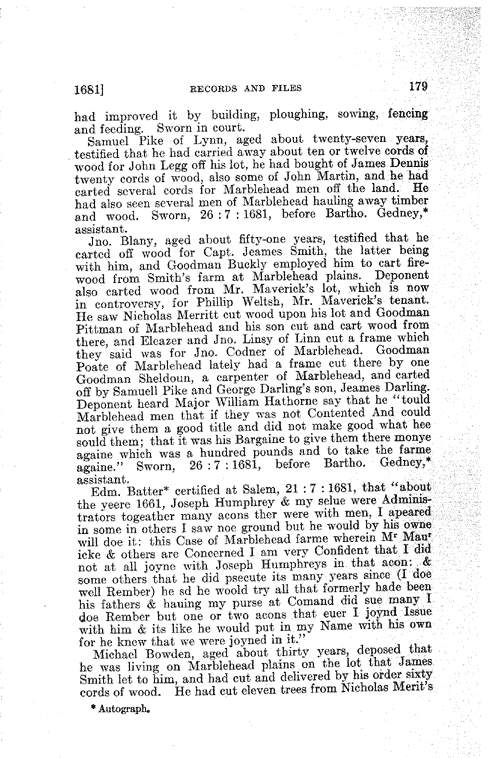 1681] RECORDS AND FILES 179
had improved it by building, ploughing, sowing, fencing
and feeding. Sworn in court.
Samuel Pike of Lynn, aged about twenty-seven years,
testified that he had carried away about ten or twelve cords of
wood for John Legg off his lot, he had bought of James Dennis
twenty cords of wood, also some of John Martin, and he had
carted several cords for Marblehead men off the land. He
had also seen several men of Marblehead hauling away timber
and wood. Sworn, 26 : 7 : 1681, before Bartho. Gedney,*
assistant.
Jno. Blany, aged about fifty-one years, testified that he
carted off wood for Capt. Jeames Smith, the latter being
with him, and Goodman Buckly employed him to cart fire-
wood from Smith's farm at Marblehead plains. Deponent
also carted wood from Mr. Maverick's lot, which is now
in controversy, for Phillip Weltsh, Mr. Maverick's tenant.
He saw Nicholas Merritt cut wood upon his lot and Goodman
Pittman of Marblehead and his son cut and cart wood from
there, and Eleazer and Jno. Linsy of Linn cut a frame which
they said was for Jno. Codner of Marblehead. Goodman
Poate of Marblehead lately had a frame cut there by one
Goodman Sheldoun, a carpenter of Marblehead, and carted
off by Samuell Pike and George Darling's son, Jeames Darling.
Deponent heard Major William Hathorne say that he "tould
Marblehead men that if they was not Contented And could
not give them a good title and did not make good what hee
sould them; that it was his Bargaine to give them there monye
againe which was a hundred pounds and to take the farme
againe." Sworn, 26 : 7 : 1681, before Bartho. Gedney,*
assistant.
Edm. Batter* certified at Salem, 21 : 7 : 1681, that "about
the yeere 1661, Joseph Humphrey & my selue were Adminis-
trators togeather many acons ther were with men, I apeared
in some in others I saw noe ground but he would by his owne
will doe it: this Case of Marblehead farme wherein Mr Maur
icke & others are Concerned I am very Confident that I did
not at all joyne with Joseph Humphreys in that acon: &
some others that he did psecute its many years since (I doe
well Rember) he sd he woold try all that formerly hade been
his fathers & hauing my purse at Comand did sue many I
doe Rember but one or two acons that euer I joynd Issue
with him & its like he would put in my Name with his own
for he knew that we were joyned in it."
Michael Bowden, aged about thirty years, deposed that
he was living on Marblehead plains on the lot that James
Smith let to him, and had cut and delivered by his order sixty
cords of wood. He had cut eleven trees from Nicholas Merit's
* Autograph.